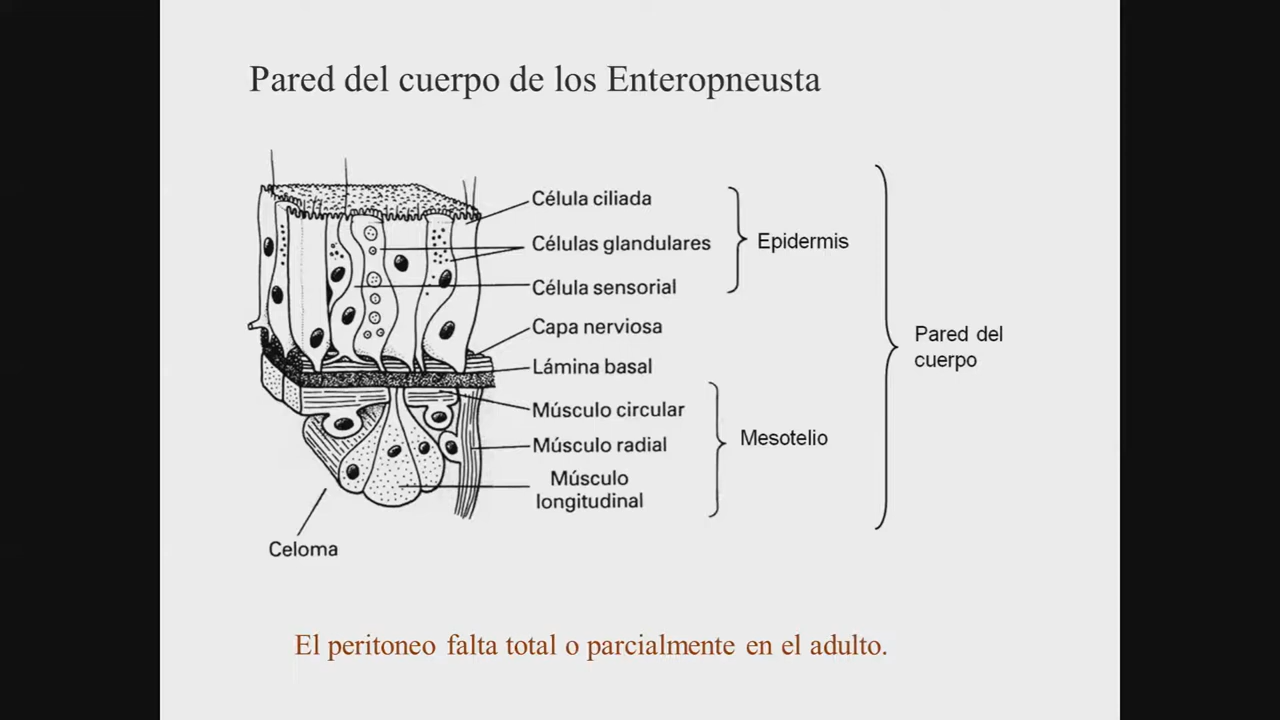 Pared del cuerpo de los Enteropneusta
Célula ciliada
Células glandulares
Epidermis
Célula sensorial
Capa nerviosa
Pared del
cuerpo
Lámina basal
Músculo circular
Músculo radial
Mesotelio
Músculo
longitudinal
Celoma
El peritoneo falta total o parcialmente en el adulto.